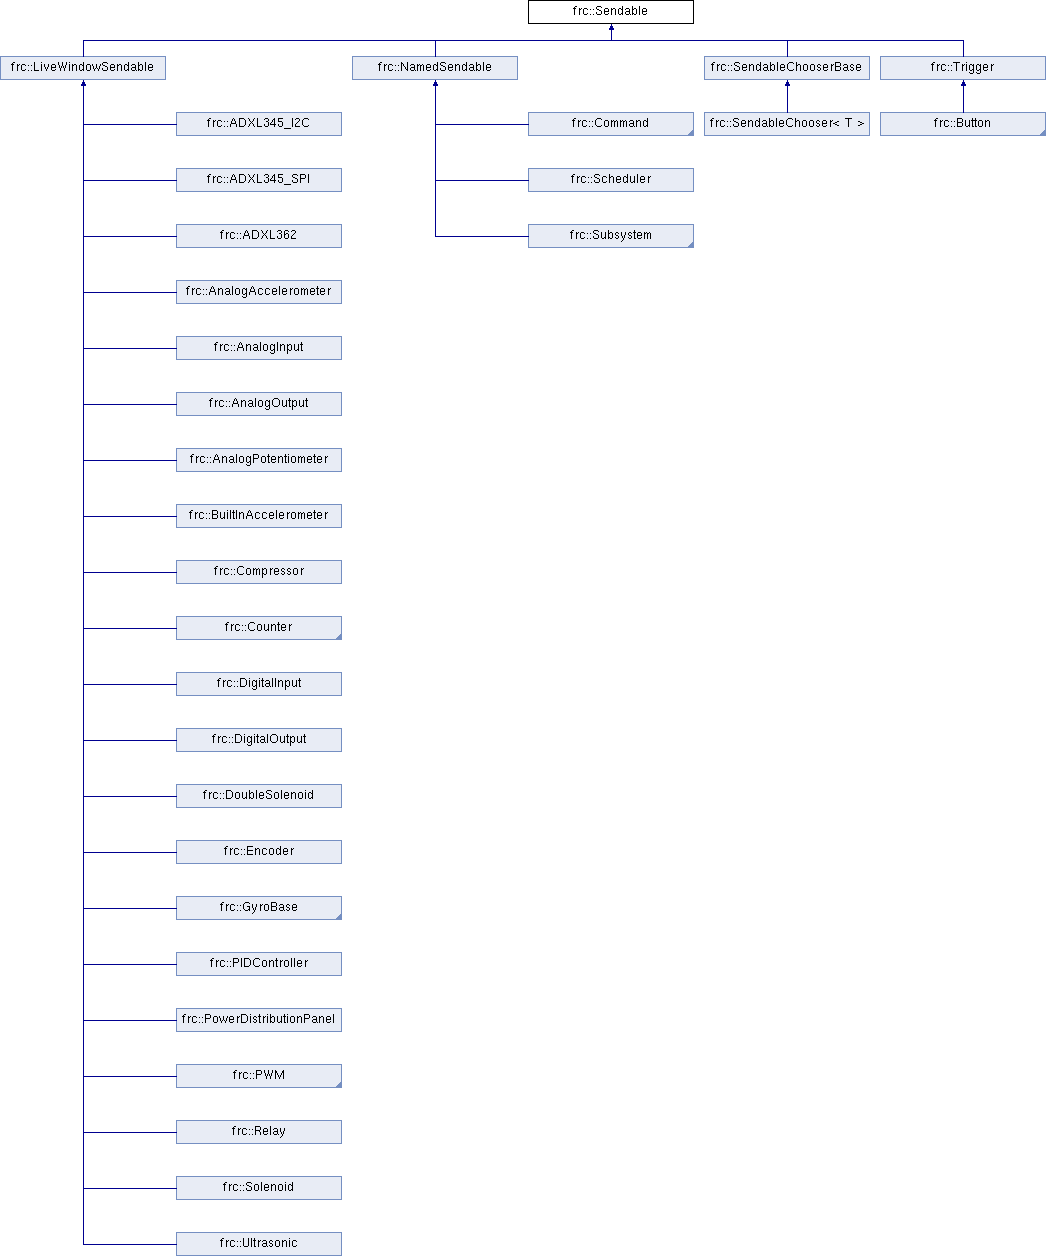 frc::Sendable
frc::LiveWindowSendable
frc::NamedSendable
frc::SendableChooserBase
frc::Trigger
frc::ADXL345_I2C
frc::Command
frc::SendableChooser< T >
frc::Button
frc::ADXL345_SPI
frc::Scheduler
frc::ADXL362
frc::Subsystem
frc::AnalogAccelerometer
frc::AnalogInput
frc::AnalogOutput
frc::AnalogPotentiometer
frc::BuiltInAccelerometer
frc::Compressor
frc::Counter
frc::DigitalInput
frc::DigitalOutput
frc::DoubleSolenoid
frc::Encoder
frc::GyroBase
frc::PIDController
frc::PowerDistributionPanel
frc::PWM
frc::Relay
frc::Solenoid
frc::Ultrasonic